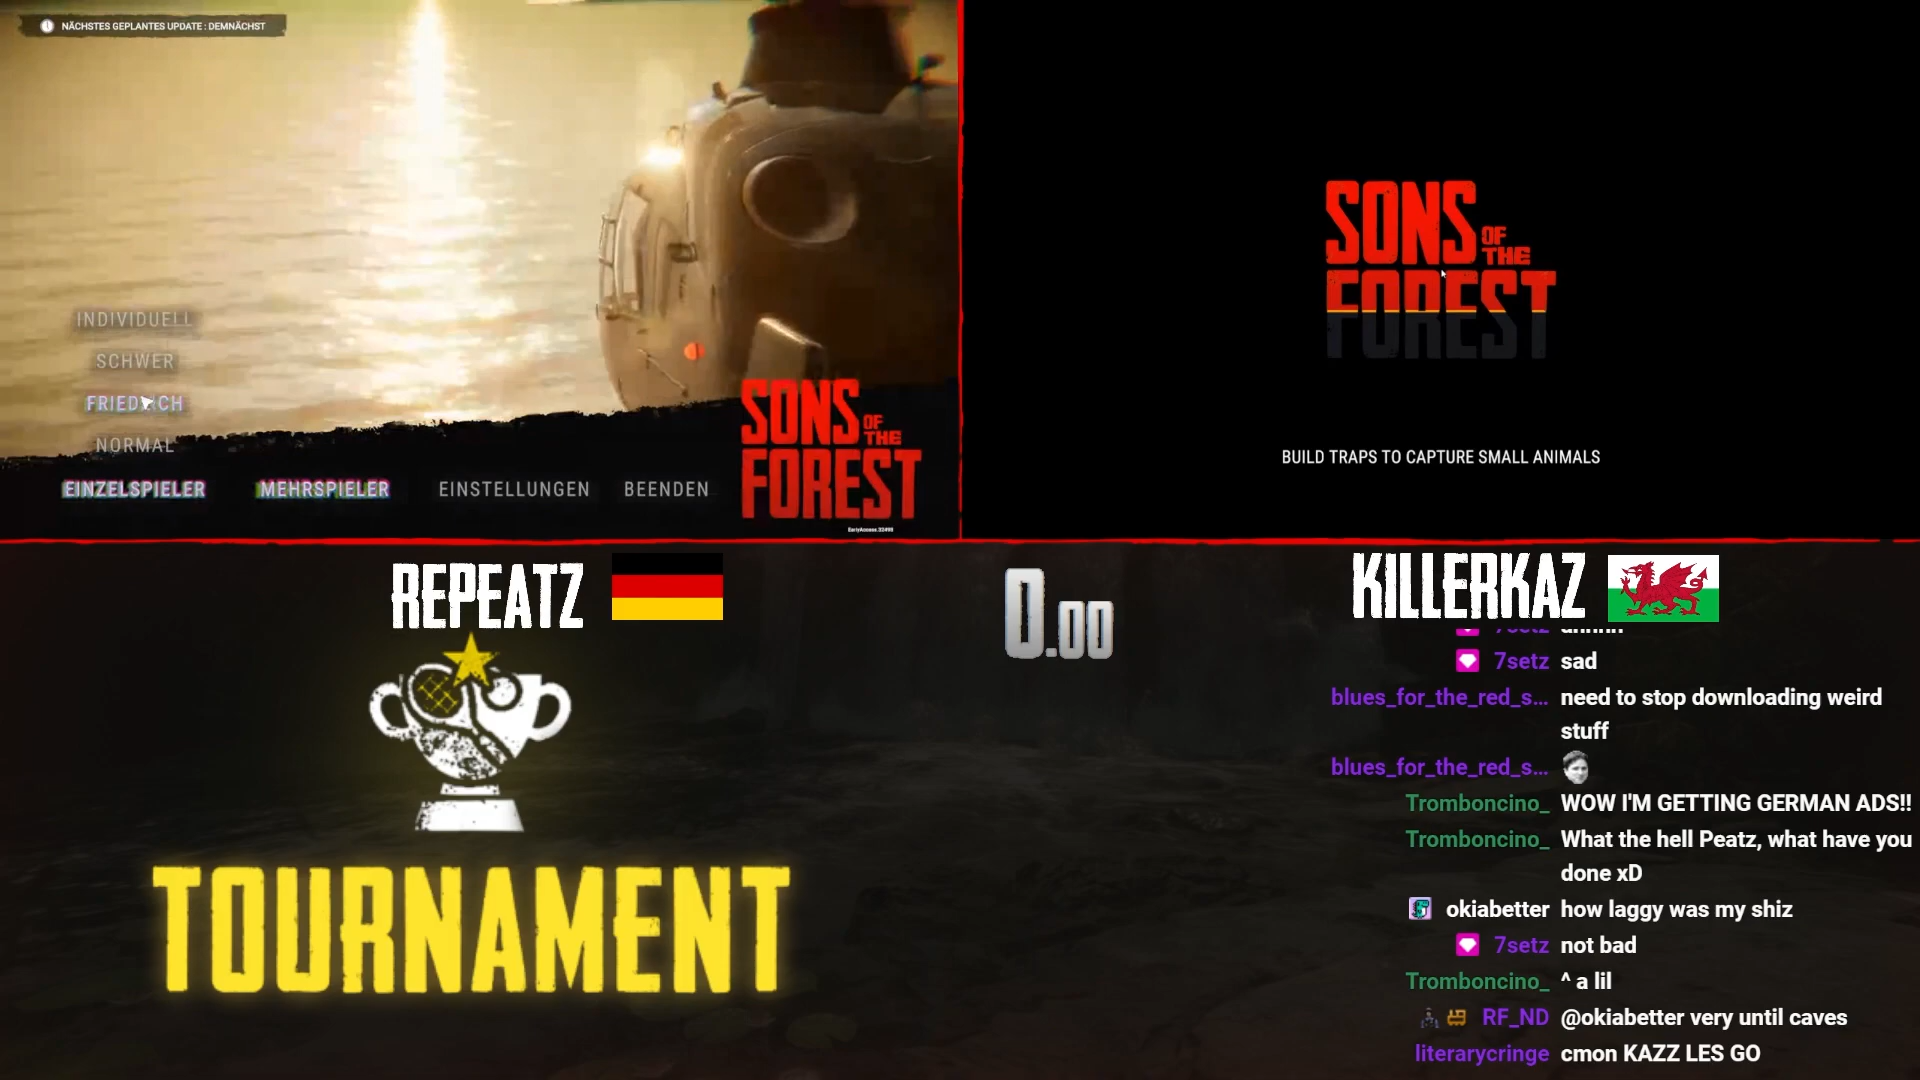 NÄCHSTES GEPLANTES UPDATE : DEMNÄCHST
INDIVIDUELL
SCHWER
NORMAL
EINZELSPIELER
MEHRSPIELER
EINSTELLUNGEN
BEENDEN
SONS
OF
THE
FOREST
SONS
OF
THE
FOREST
BUILD TRAPS TO CAPTURE SMALL ANIMALS
REPEATZ
0.00
KILLERKAZ
TOURNAMENT
7setz sad
blues_for_the_red_s... need to stop downloading weird
stuff
blues_for_the_red_s...
Tromboncino_ WOW I'M GETTING GERMAN ADS!!
Tromboncino_ What the hell Peatz, what have you
done xD
okiabetter how laggy was my shiz
7setz not bad
Tromboncino_ ^ a lil
RF_ND @okiabetter very until caves
literarycringe cmon KAZZ LES GO